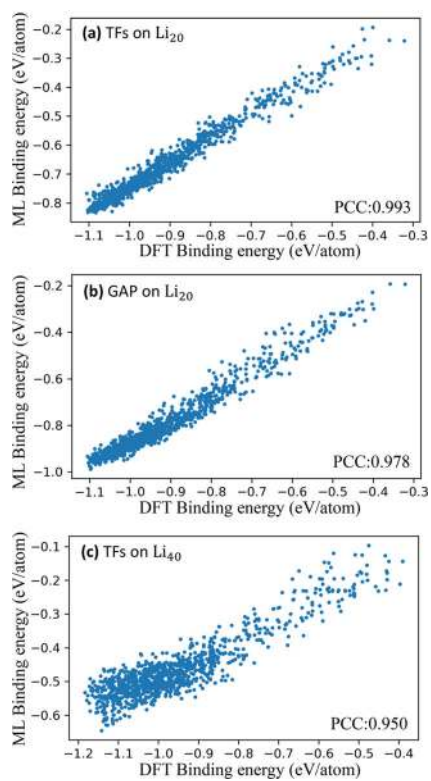 (a) TFs on Li20
ML Binding energy (eV/atom)
−0.2
−0.3
−0.4
−0.5
−0.6
−0.7
−0.8
PCC:0.993
−1.1 −1.0 −0.9 −0.8 −0.7 −0.6 −0.5 −0.4 −0.3
DFT Binding energy (eV/atom)
(b) GAP on Li20
ML Binding energy (eV/atom)
−0.2
−0.4
−0.6
−0.8
−1.0
PCC:0.978
−1.1 −1.0 −0.9 −0.8 −0.7 −0.6 −0.5 −0.4 −0.3
DFT Binding energy (eV/atom)
(c) TFs on Li40
ML Binding energy (eV/atom)
−0.1
−0.2
−0.3
−0.4
−0.5
−0.6
PCC:0.950
−1.2 −1.1 −1.0 −0.9 −0.8 −0.7 −0.6 −0.5 −0.4
DFT Binding energy (eV/atom)